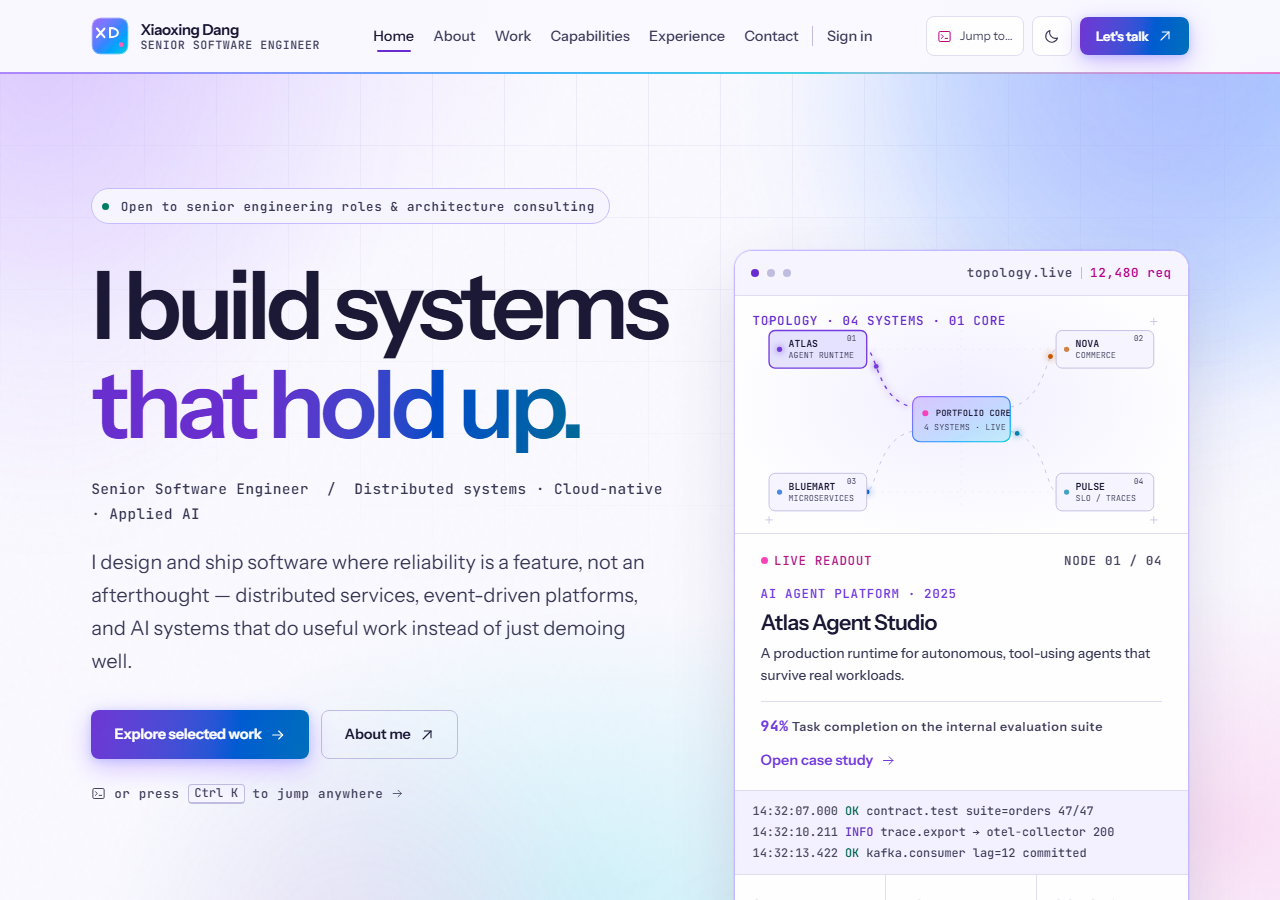 XD
Xiaoxing Dang
SENIOR SOFTWARE ENGINEER
Home About Work Capabilities Experience Contact Sign in
Jump to...
Let's talk
Open to senior engineering roles & architecture consulting
I build systems
that hold up.
Senior Software Engineer / Distributed systems · Cloud-native
· Applied AI
I design and ship software where reliability is a feature, not an
afterthought — distributed services, event-driven platforms,
and AI systems that do useful work instead of just demoing
well.
Explore selected work →
About me
or press Ctrl K to jump anywhere →
topology.live 12,480 req
TOPOLOGY · 04 SYSTEMS · 01 CORE
ATLAS 01
AGENT RUNTIME
NOVA 02
COMMERCE
PORTFOLIO CORE
4 SYSTEMS · LIVE
BLUEMART 03
MICROSERVICES
PULSE 04
SLO / TRACES
LIVE READOUT NODE 01 / 04
AI AGENT PLATFORM · 2025
Atlas Agent Studio
A production runtime for autonomous, tool-using agents that
survive real workloads.
94% Task completion on the internal evaluation suite
Open case study →
14:32:07.000 OK contract.test suite=orders 47/47
14:32:10.211 INFO trace.export → otel-collector 200
14:32:13.422 OK kafka.consumer lag=12 committed